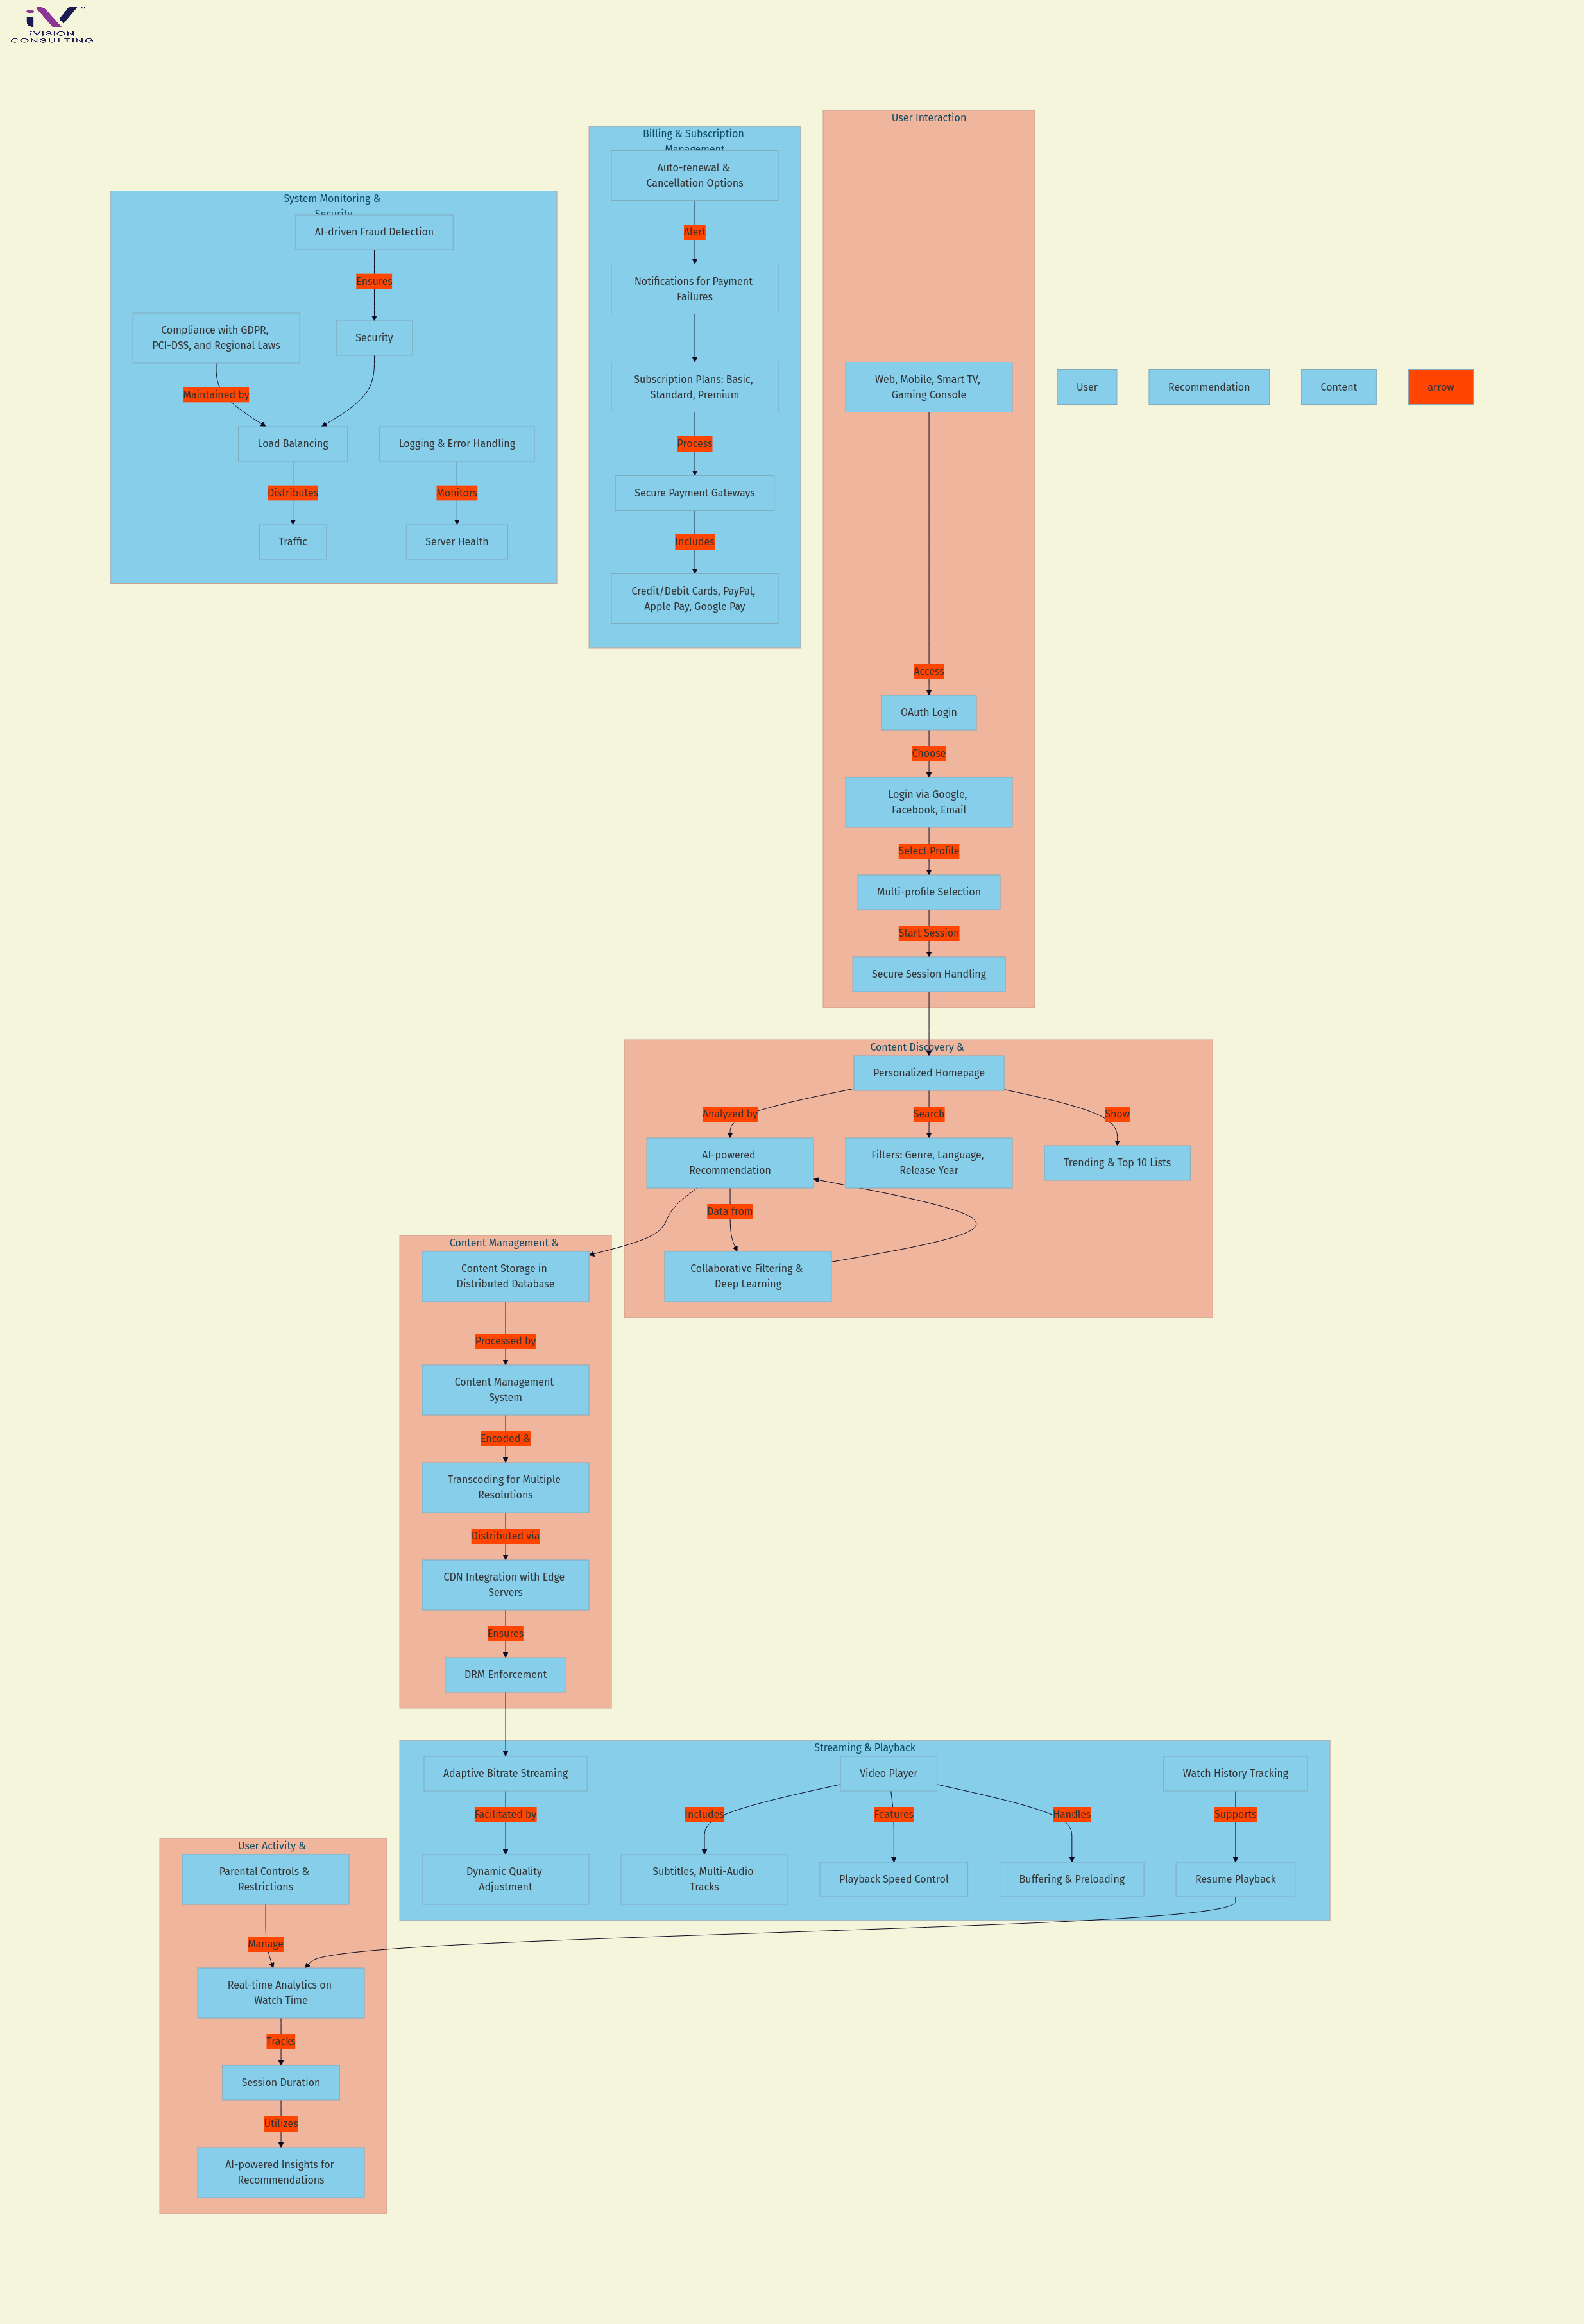 iV TM
iVISION
CONSULTING
User Interaction
Billing & Subscription
Management
Auto-renewal &
Cancellation Options
Alert
Notifications for Payment
Failures
Subscription Plans: Basic,
Standard, Premium
Process
Secure Payment Gateways
Includes
Credit/Debit Cards, PayPal,
Apple Pay, Google Pay
System Monitoring &
Security
AI-driven Fraud Detection
Ensures
Compliance with GDPR,
PCI-DSS, and Regional Laws
Security
Maintained by
Load Balancing
Logging & Error Handling
Distributes
Monitors
Traffic
Server Health
Web, Mobile, Smart TV,
Gaming Console
User
Recommendation
Content
arrow
Access
OAuth Login
Choose
Login via Google,
Facebook, Email
Select Profile
Multi-profile Selection
Start Session
Secure Session Handling
Content Discovery &
Personalized Homepage
Analyzed by
Search
Show
AI-powered
Recommendation
Filters: Genre, Language,
Release Year
Trending & Top 10 Lists
Data from
Collaborative Filtering &
Deep Learning
Content Management &
Content Storage in
Distributed Database
Processed by
Content Management
System
Encoded &
Transcoding for Multiple
Resolutions
Distributed via
CDN Integration with Edge
Servers
Ensures
DRM Enforcement
Streaming & Playback
Adaptive Bitrate Streaming
Video Player
Watch History Tracking
Facilitated by
Includes
Features
Handles
Supports
Dynamic Quality
Adjustment
Subtitles, Multi-Audio
Tracks
Playback Speed Control
Buffering & Preloading
Resume Playback
User Activity &
Parental Controls &
Restrictions
Manage
Real-time Analytics on
Watch Time
Tracks
Session Duration
Utilizes
AI-powered Insights for
Recommendations